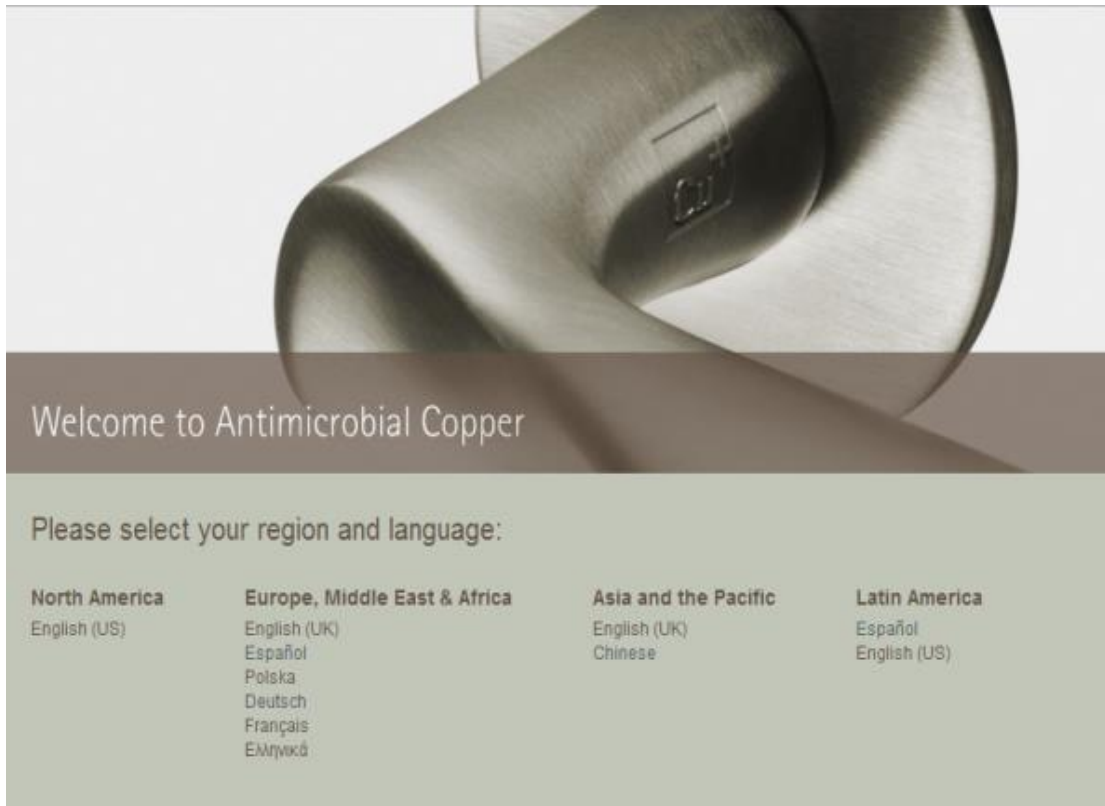 Cu+
Welcome to Antimicrobial Copper
Please select your region and language:
North America
English (US)
Europe, Middle East & Africa
English (UK)
Español
Polska
Deutsch
Français
Ελληνικά
Asia and the Pacific
English (UK)
Chinese
Latin America
Español
English (US)